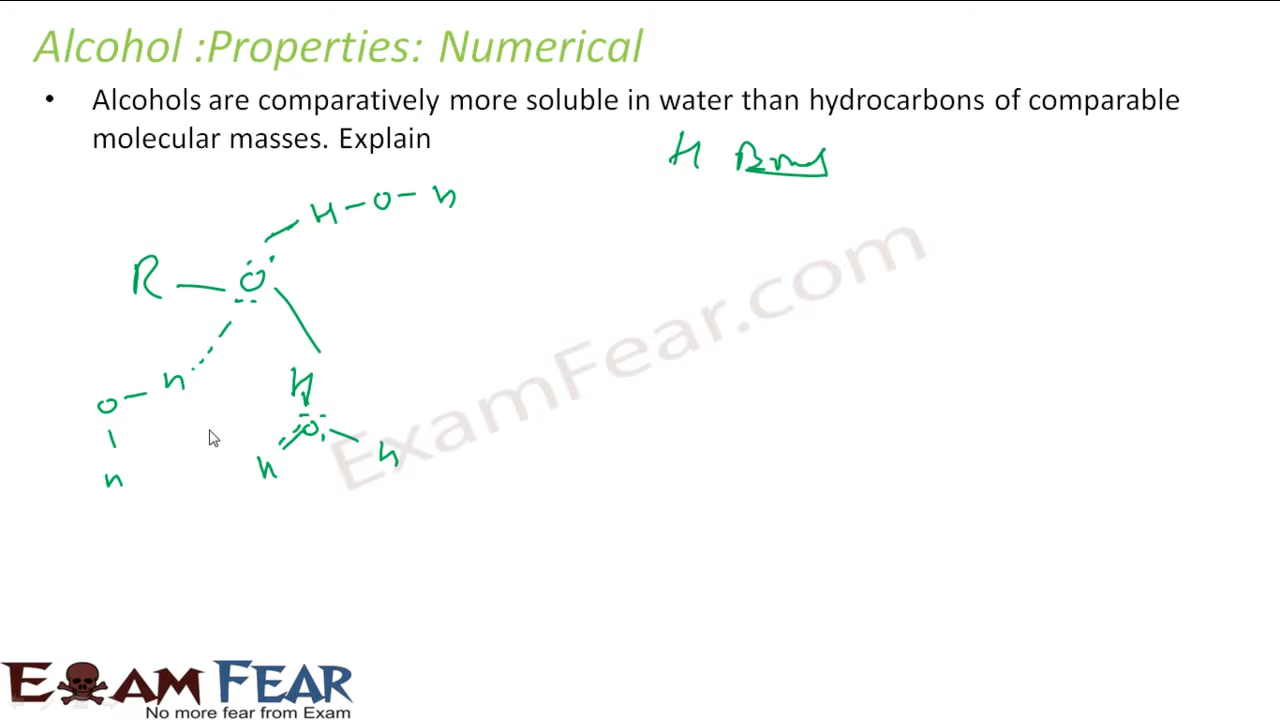 Alcohol :Properties: Numerical
• Alcohols are comparatively more soluble in water than hydrocarbons of comparable
molecular masses. Explain
H Bonds
H - O - h
R - O
O - h
H
h
O
h
h
ExamFear.com
EXAMFEAR
No more fear from Exam